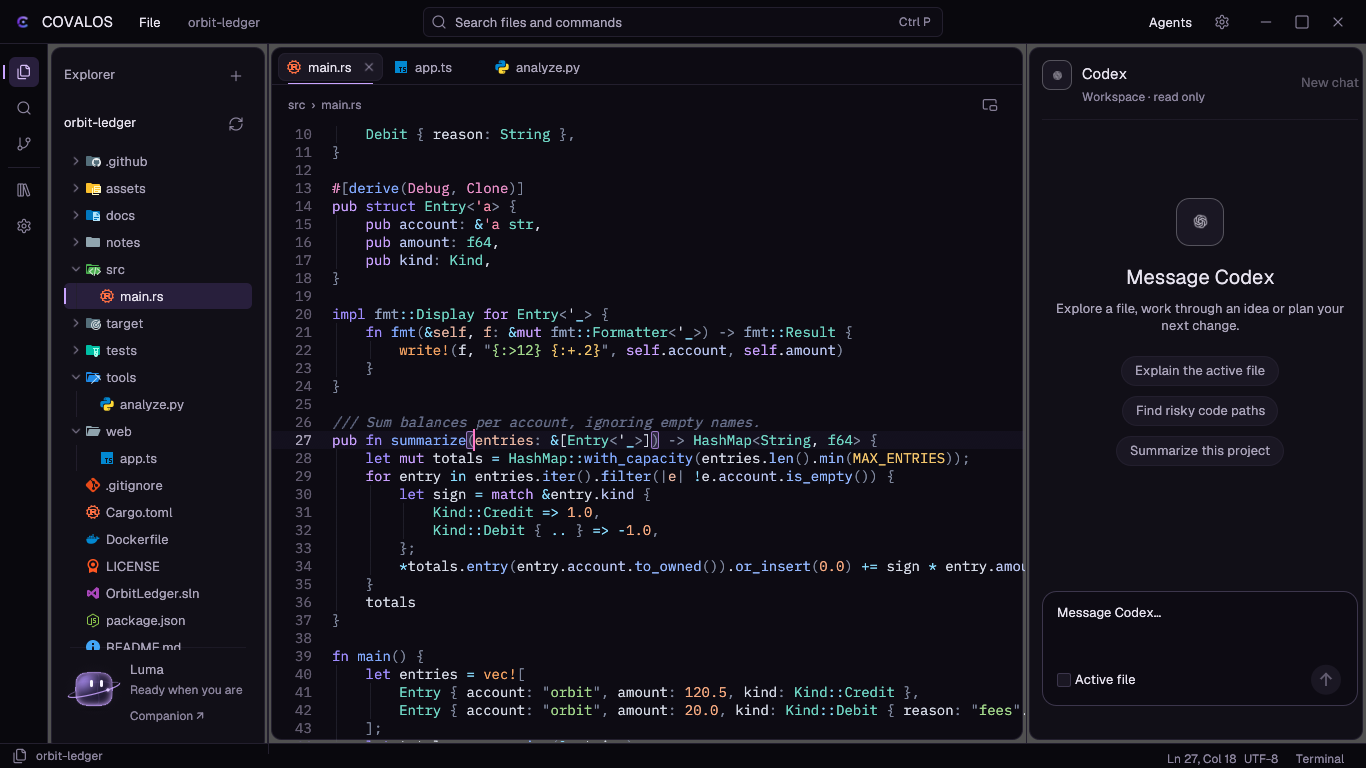 COVALOS File orbit-ledger
Search files and commands Ctrl P
Agents
Explorer
orbit-ledger
.github
assets
docs
notes
src
main.rs
target
tests
tools
analyze.py
web
app.ts
.gitignore
Cargo.toml
Dockerfile
LICENSE
OrbitLedger.sln
package.json
README.md
Luma
Ready when you are
Companion ↗
main.rs app.ts analyze.py
src › main.rs
10     Debit { reason: String },
11 }
12
13 #[derive(Debug, Clone)]
14 pub struct Entry<'a> {
15     pub account: &'a str,
16     pub amount: f64,
17     pub kind: Kind,
18 }
19
20 impl fmt::Display for Entry<'_> {
21     fn fmt(&self, f: &mut fmt::Formatter<'_>) -> fmt::Result {
22         write!(f, "{:>12} {:+.2}", self.account, self.amount)
23     }
24 }
25
26 /// Sum balances per account, ignoring empty names.
27 pub fn summarize(entries: &[Entry<'_>]) -> HashMap<String, f64> {
28     let mut totals = HashMap::with_capacity(entries.len().min(MAX_ENTRIES));
29     for entry in entries.iter().filter(|e| !e.account.is_empty()) {
30         let sign = match &entry.kind {
31             Kind::Credit => 1.0,
32             Kind::Debit { .. } => -1.0,
33         };
34         *totals.entry(entry.account.to_owned()).or_insert(0.0) += sign * entry.amou
35     }
36     totals
37 }
38
39 fn main() {
40     let entries = vec![
41         Entry { account: "orbit", amount: 120.5, kind: Kind::Credit },
42         Entry { account: "orbit", amount: 20.0, kind: Kind::Debit { reason: "fees"
43     ];
Codex
Workspace · read only
New chat
Message Codex
Explore a file, work through an idea or plan your
next change.
Explain the active file
Find risky code paths
Summarize this project
Message Codex…
Active file
orbit-ledger
Ln 27, Col 18 UTF-8 Terminal